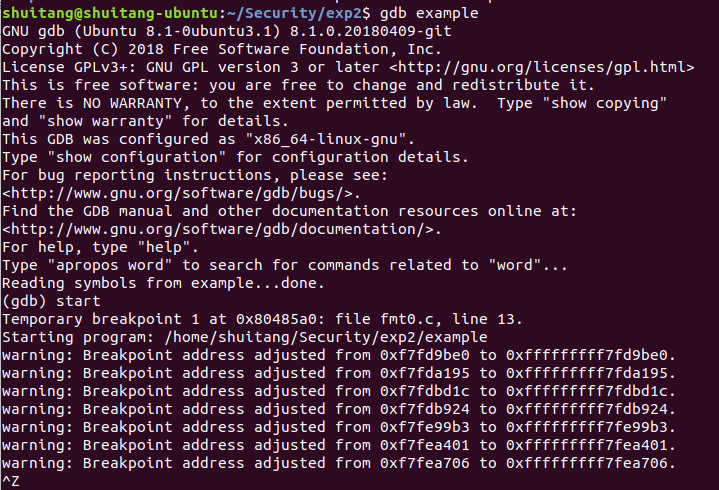 shuitang@shuitang-ubuntu:~/Security/exp2$ gdb example
GNU gdb (Ubuntu 8.1-0ubuntu3.1) 8.1.0.20180409-git
Copyright (C) 2018 Free Software Foundation, Inc.
License GPLv3+: GNU GPL version 3 or later <http://gnu.org/licenses/gpl.html>
This is free software: you are free to change and redistribute it.
There is NO WARRANTY, to the extent permitted by law.  Type "show copying"
and "show warranty" for details.
This GDB was configured as "x86_64-linux-gnu".
Type "show configuration" for configuration details.
For bug reporting instructions, please see:
<http://www.gnu.org/software/gdb/bugs/>.
Find the GDB manual and other documentation resources online at:
<http://www.gnu.org/software/gdb/documentation/>.
For help, type "help".
Type "apropos word" to search for commands related to "word"...
Reading symbols from example...done.
(gdb) start
Temporary breakpoint 1 at 0x80485a0: file fmt0.c, line 13.
Starting program: /home/shuitang/Security/exp2/example
warning: Breakpoint address adjusted from 0xf7fd9be0 to 0xfffffffff7fd9be0.
warning: Breakpoint address adjusted from 0xf7fda195 to 0xfffffffff7fda195.
warning: Breakpoint address adjusted from 0xf7fdbd1c to 0xfffffffff7fdbd1c.
warning: Breakpoint address adjusted from 0xf7fdb924 to 0xfffffffff7fdb924.
warning: Breakpoint address adjusted from 0xf7fe99b3 to 0xfffffffff7fe99b3.
warning: Breakpoint address adjusted from 0xf7fea401 to 0xfffffffff7fea401.
warning: Breakpoint address adjusted from 0xf7fea706 to 0xfffffffff7fea706.
^Z